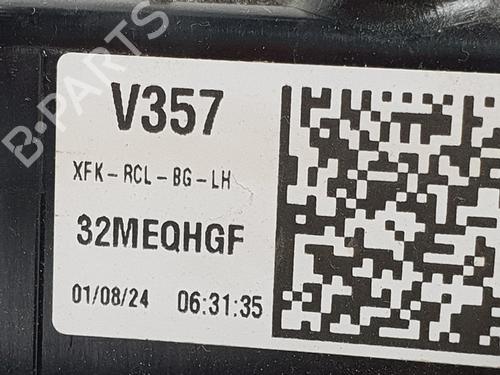 B-PARTS
V357
XFK-RCL-BG-LH
32MEQHGF
01/08/24 06:31:35